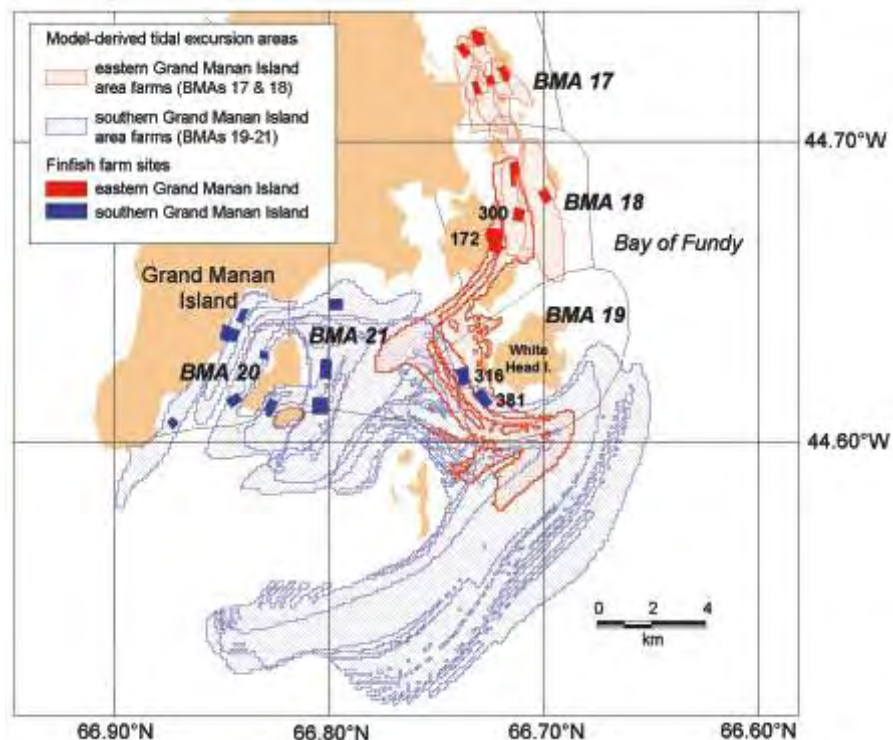 Model-derived tidal excursion areas
eastern Grand Manan Island
area farms (BMAs 17 & 18)
southern Grand Manan Island
area farms (BMAs 19-21)
Finfish farm sites
eastern Grand Manan Island
southern Grand Manan Island
BMA 17
44.70°W
BMA 18
300
172
Bay of Fundy
Grand Manan
Island
BMA 19
BMA 21
White
Head I.
BMA 20
316
381
44.60°W
0 2 4
km
66.90°N 66.80°N 66.70°N 66.60°N